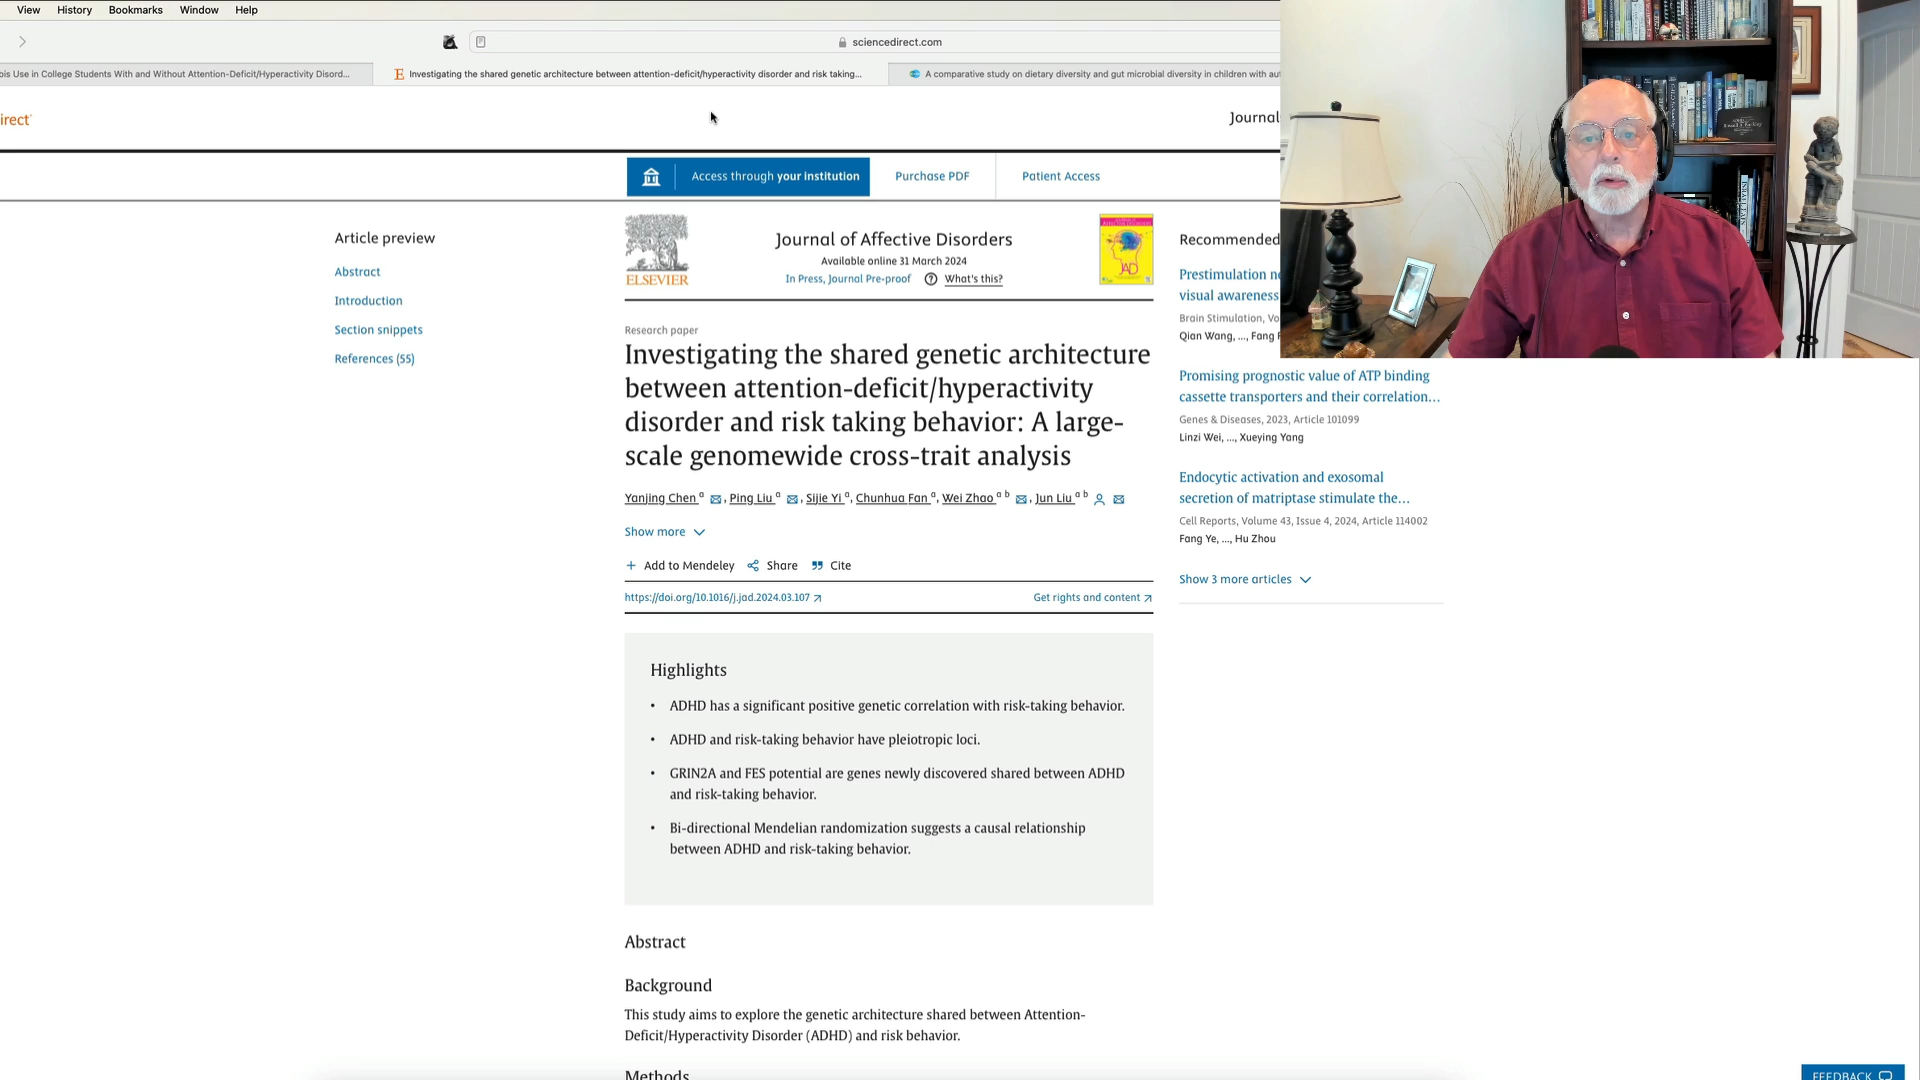 View History Bookmarks Window Help
sciencedirect.com
bis Use in College Students With and Without Attention-Deficit/Hyperactivity Disord...
Investigating the shared genetic architecture between attention-deficit/hyperactivity disorder and risk taking...
A comparative study on dietary diversity and gut microbial diversity in children with au
irect
Journal
Access through your institution
Purchase PDF
Patient Access
Article preview
Abstract
Introduction
Section snippets
References (55)
ELSEVIER
Journal of Affective Disorders
Available online 31 March 2024
In Press, Journal Pre-proof ? What's this?
JAD
Research paper
Investigating the shared genetic architecture
between attention-deficit/hyperactivity
disorder and risk taking behavior: A large-
scale genomewide cross-trait analysis
Yanjing Chen a, Ping Liu a, Sijie Yi a, Chunhua Fan a, Wei Zhao a b, Jun Liu a b
Show more
Add to Mendeley Share Cite
https://doi.org/10.1016/j.jad.2024.03.107
Get rights and content
Highlights
• ADHD has a significant positive genetic correlation with risk-taking behavior.
• ADHD and risk-taking behavior have pleiotropic loci.
• GRIN2A and FES potential are genes newly discovered shared between ADHD
and risk-taking behavior.
• Bi-directional Mendelian randomization suggests a causal relationship
between ADHD and risk-taking behavior.
Abstract
Background
This study aims to explore the genetic architecture shared between Attention-
Deficit/Hyperactivity Disorder (ADHD) and risk behavior.
Methods
Recommended
Prestimulation ne
visual awareness
Brain Stimulation, Vo
Qian Wang, ..., Fang F
Promising prognostic value of ATP binding
cassette transporters and their correlation...
Genes & Diseases, 2023, Article 101099
Linzi Wei, ..., Xueying Yang
Endocytic activation and exosomal
secretion of matriptase stimulate the...
Cell Reports, Volume 43, Issue 4, 2024, Article 114002
Fang Ye, ..., Hu Zhou
Show 3 more articles
FEEDBACK